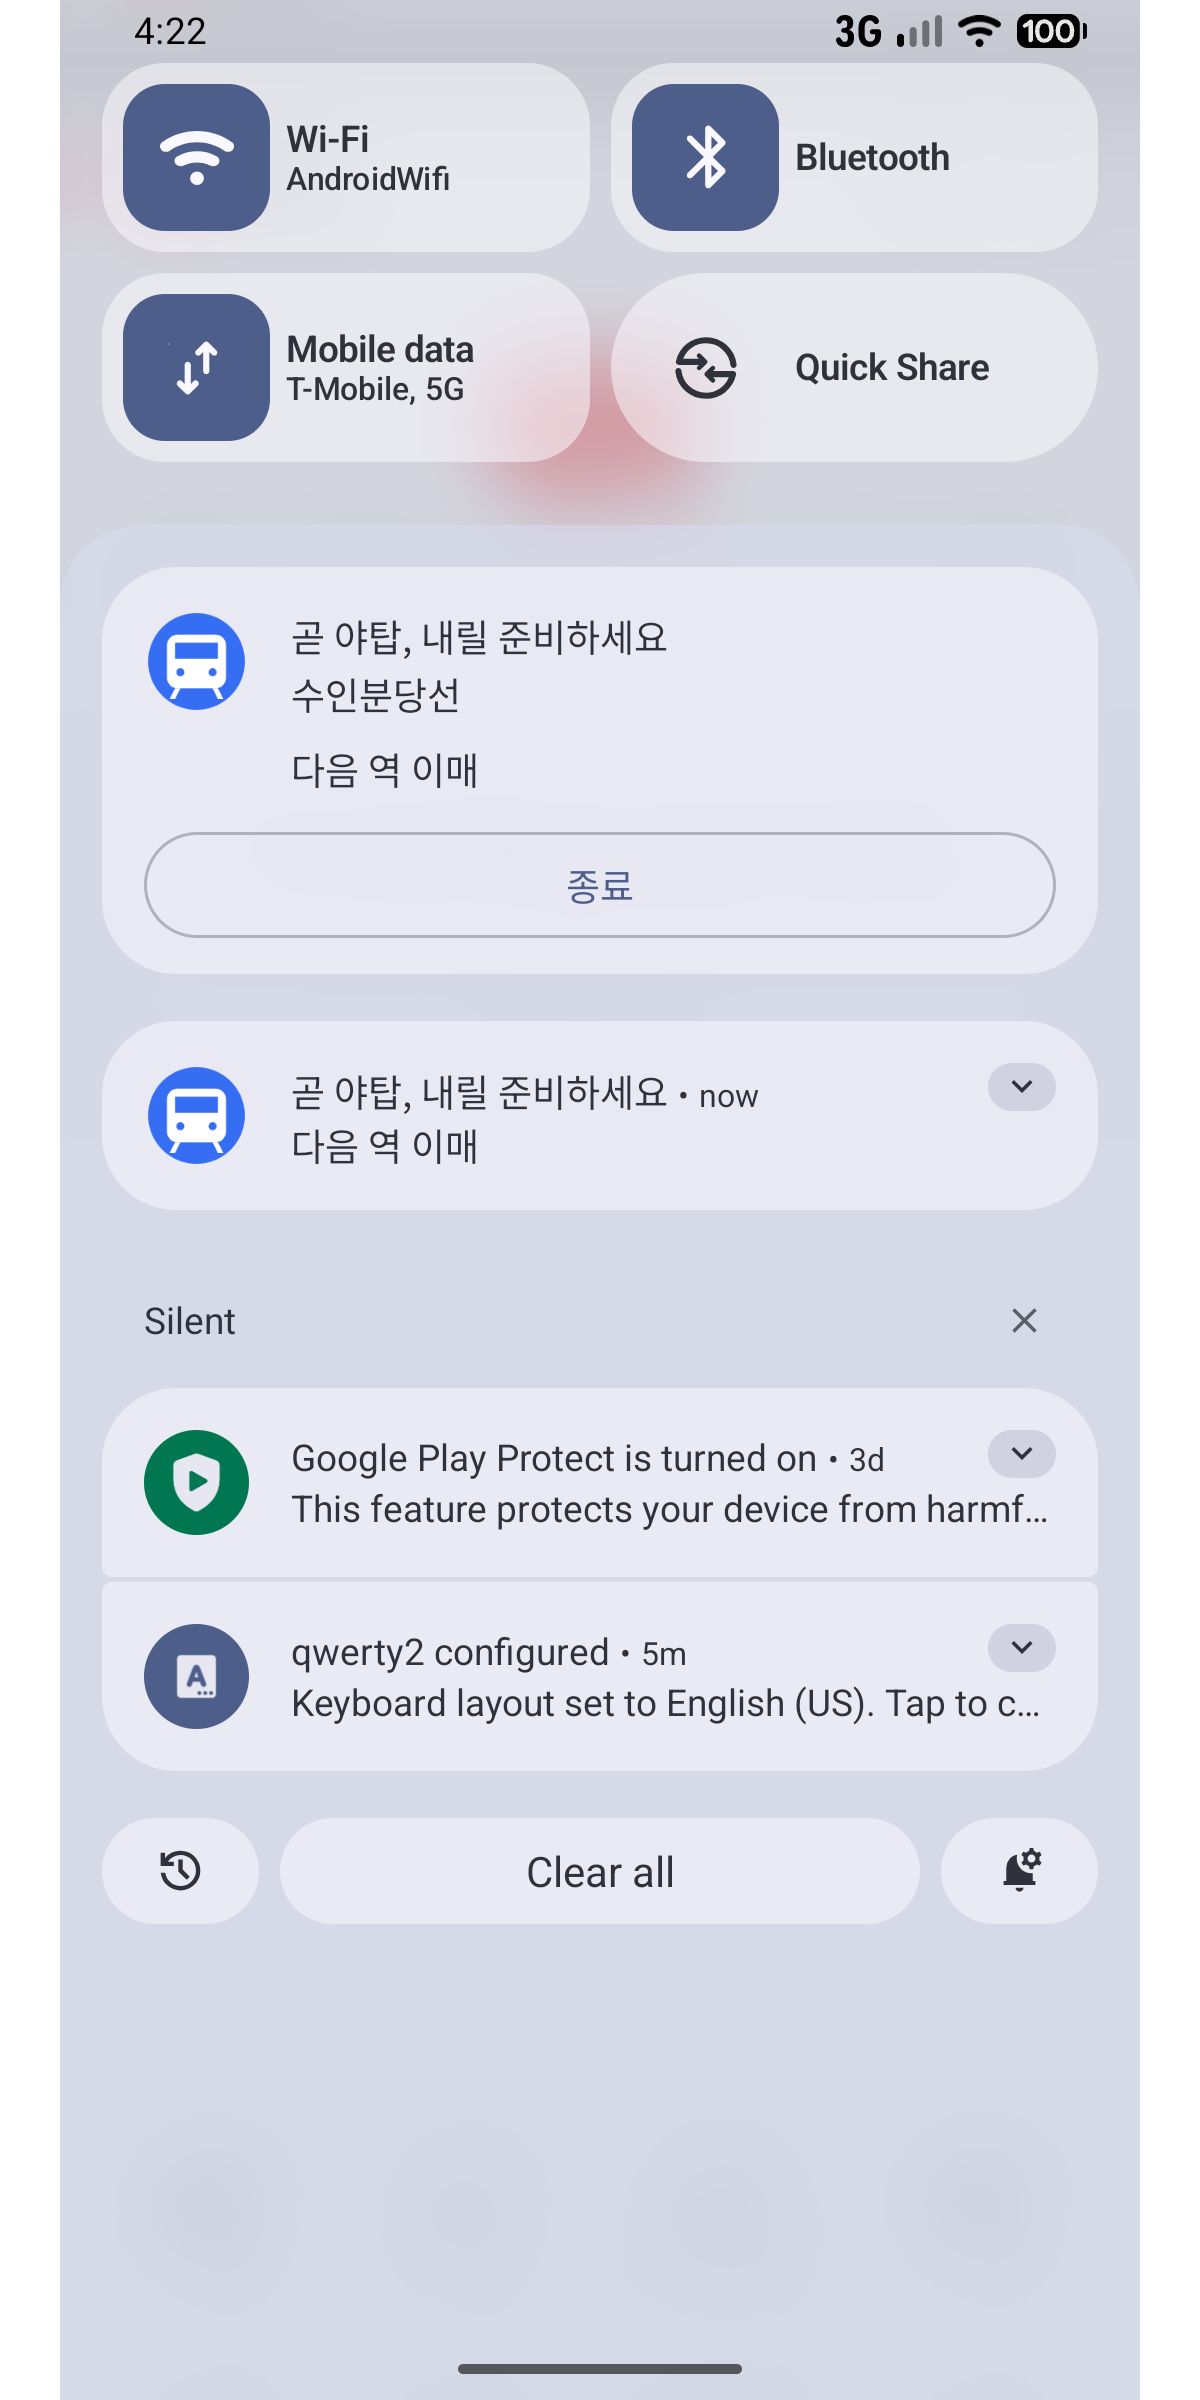 4:22
3G
100
Wi-Fi
AndroidWifi
Bluetooth
Mobile data
T-Mobile, 5G
Quick Share
곧 야탑, 내릴 준비하세요
수인분당선
다음 역 이매
종료
곧 야탑, 내릴 준비하세요 • now
다음 역 이매
Silent
Google Play Protect is turned on • 3d
This feature protects your device from harmf…
qwerty2 configured • 5m
Keyboard layout set to English (US). Tap to c…
Clear all